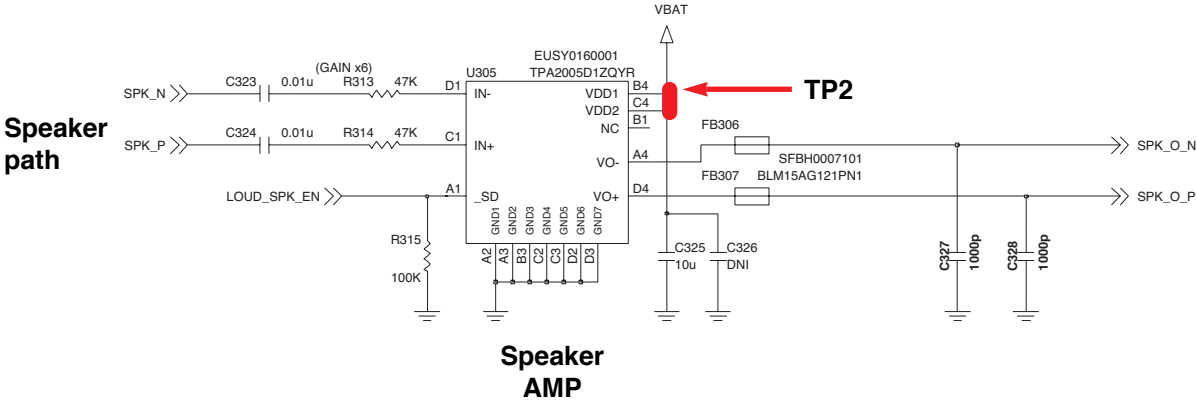 VBAT
EUSY0160001
U305 TPA2005D1ZQYR
(GAIN x6)
SPK_N C323 0.01u R313 47K D1 IN- VDD1 B4 TP2
VDD2 C4
NC B1
Speaker
path
SPK_P C324 0.01u R314 47K C1 IN+ FB306 SPK_O_N
VO- A4 SFBH0007101
FB307 BLM15AG121PN1
LOUD_SPK_EN A1 _SD VO+ D4 SPK_O_P
GND1 GND2 GND3 GND4 GND5 GND6 GND7
A2 A3 B3 C2 C3 D2 D3
R315
100K
C325
10u
C326
DNI
C327
1000p
C328
1000p
Speaker
AMP